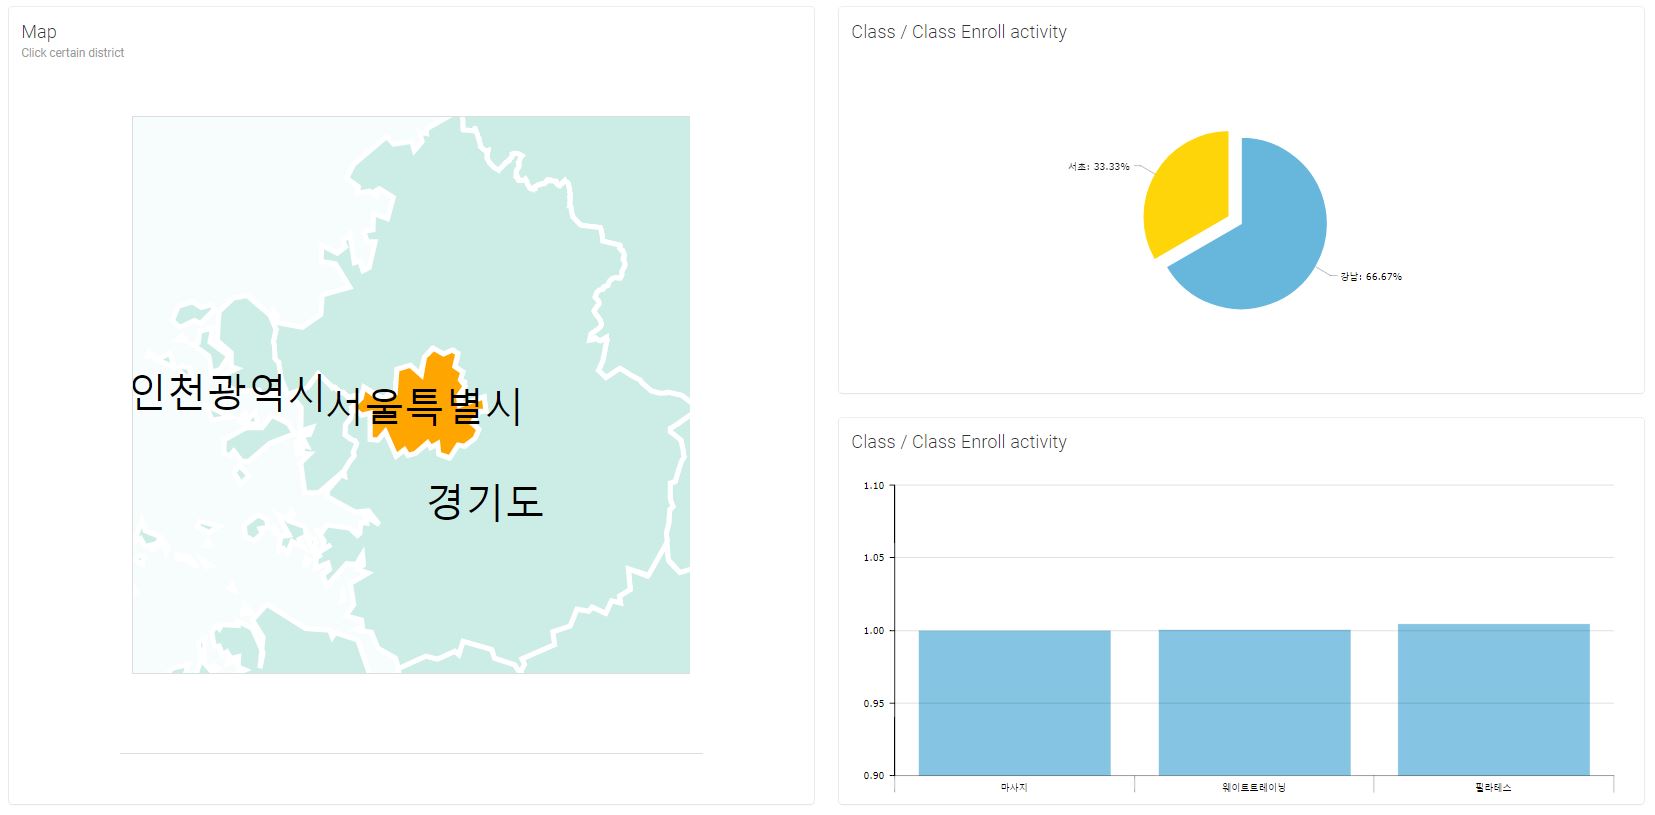 Map
Click certain district
인천광역시
서울특별시
경기도
Class / Class Enroll activity
서초: 33.33%
강남: 66.67%
Class / Class Enroll activity
1.10
1.05
1.00
0.95
0.90
마사지
웨이트트레이닝
필라테스